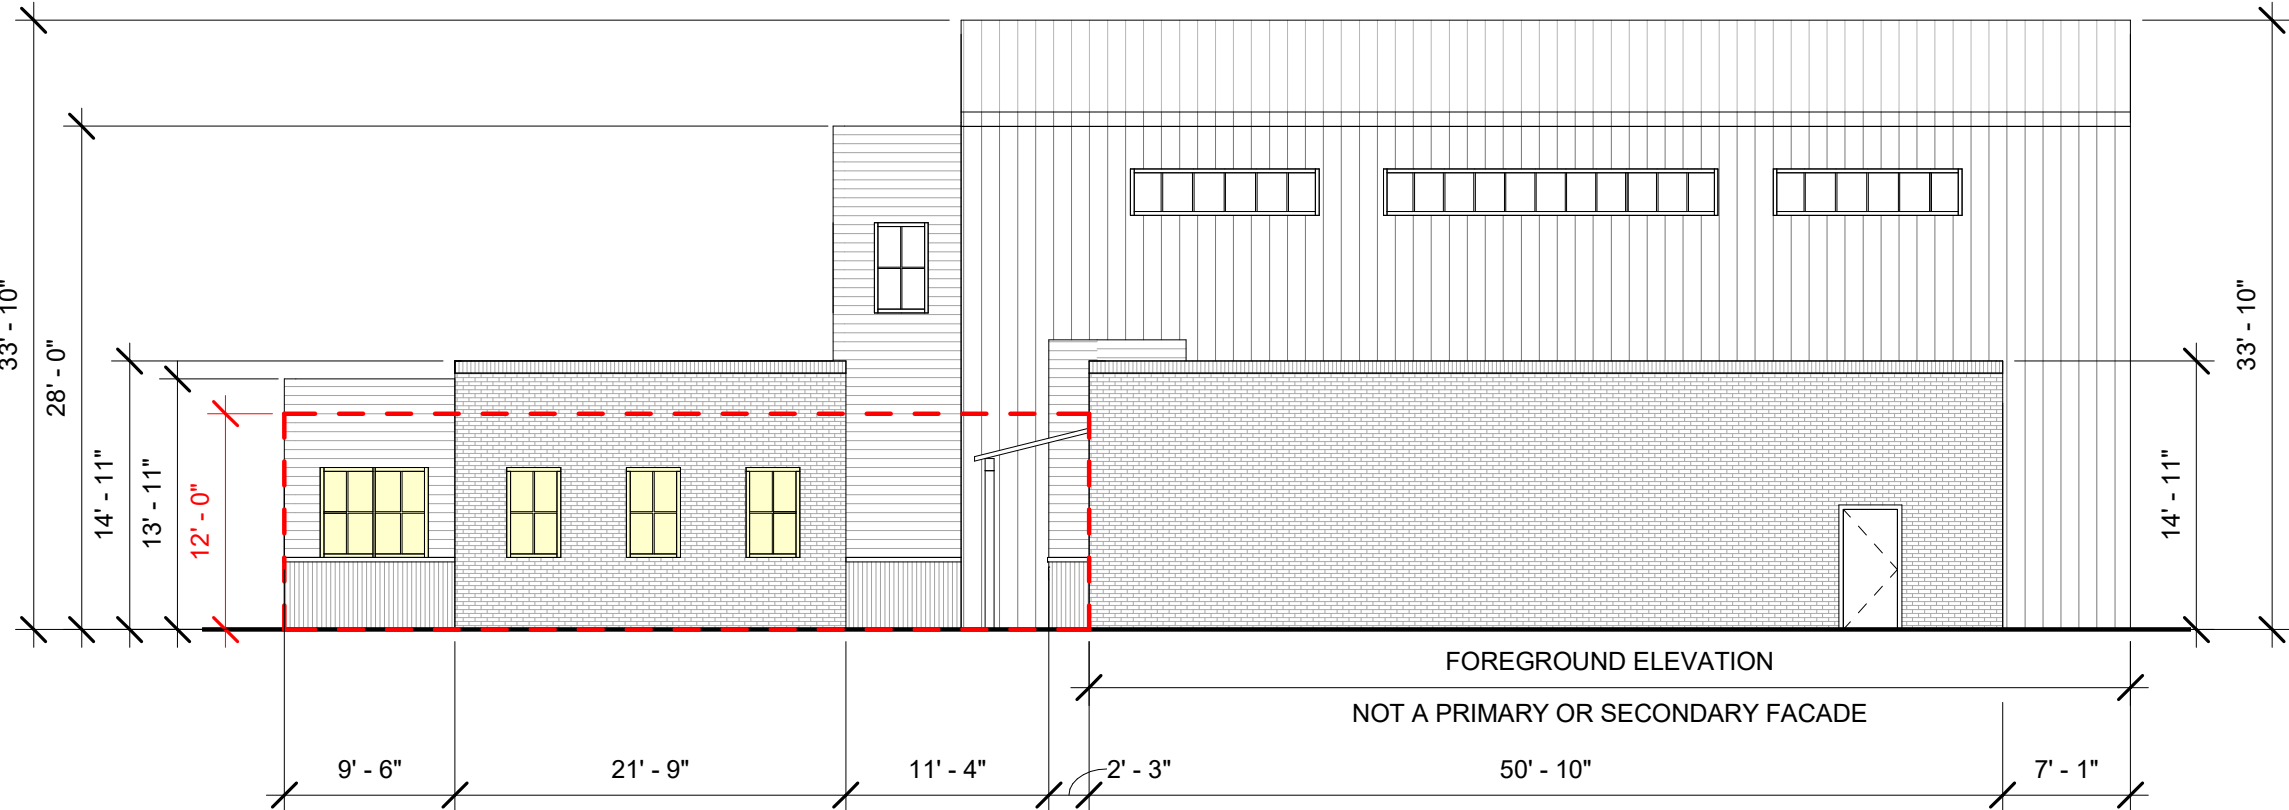 33' - 10"
28' - 0"
14' - 11"
13' - 11"
12' - 0"
33' - 10"
14' - 11"
FOREGROUND ELEVATION
NOT A PRIMARY OR SECONDARY FACADE
9' - 6"
21' - 9"
11' - 4"
2' - 3"
50' - 10"
7' - 1"